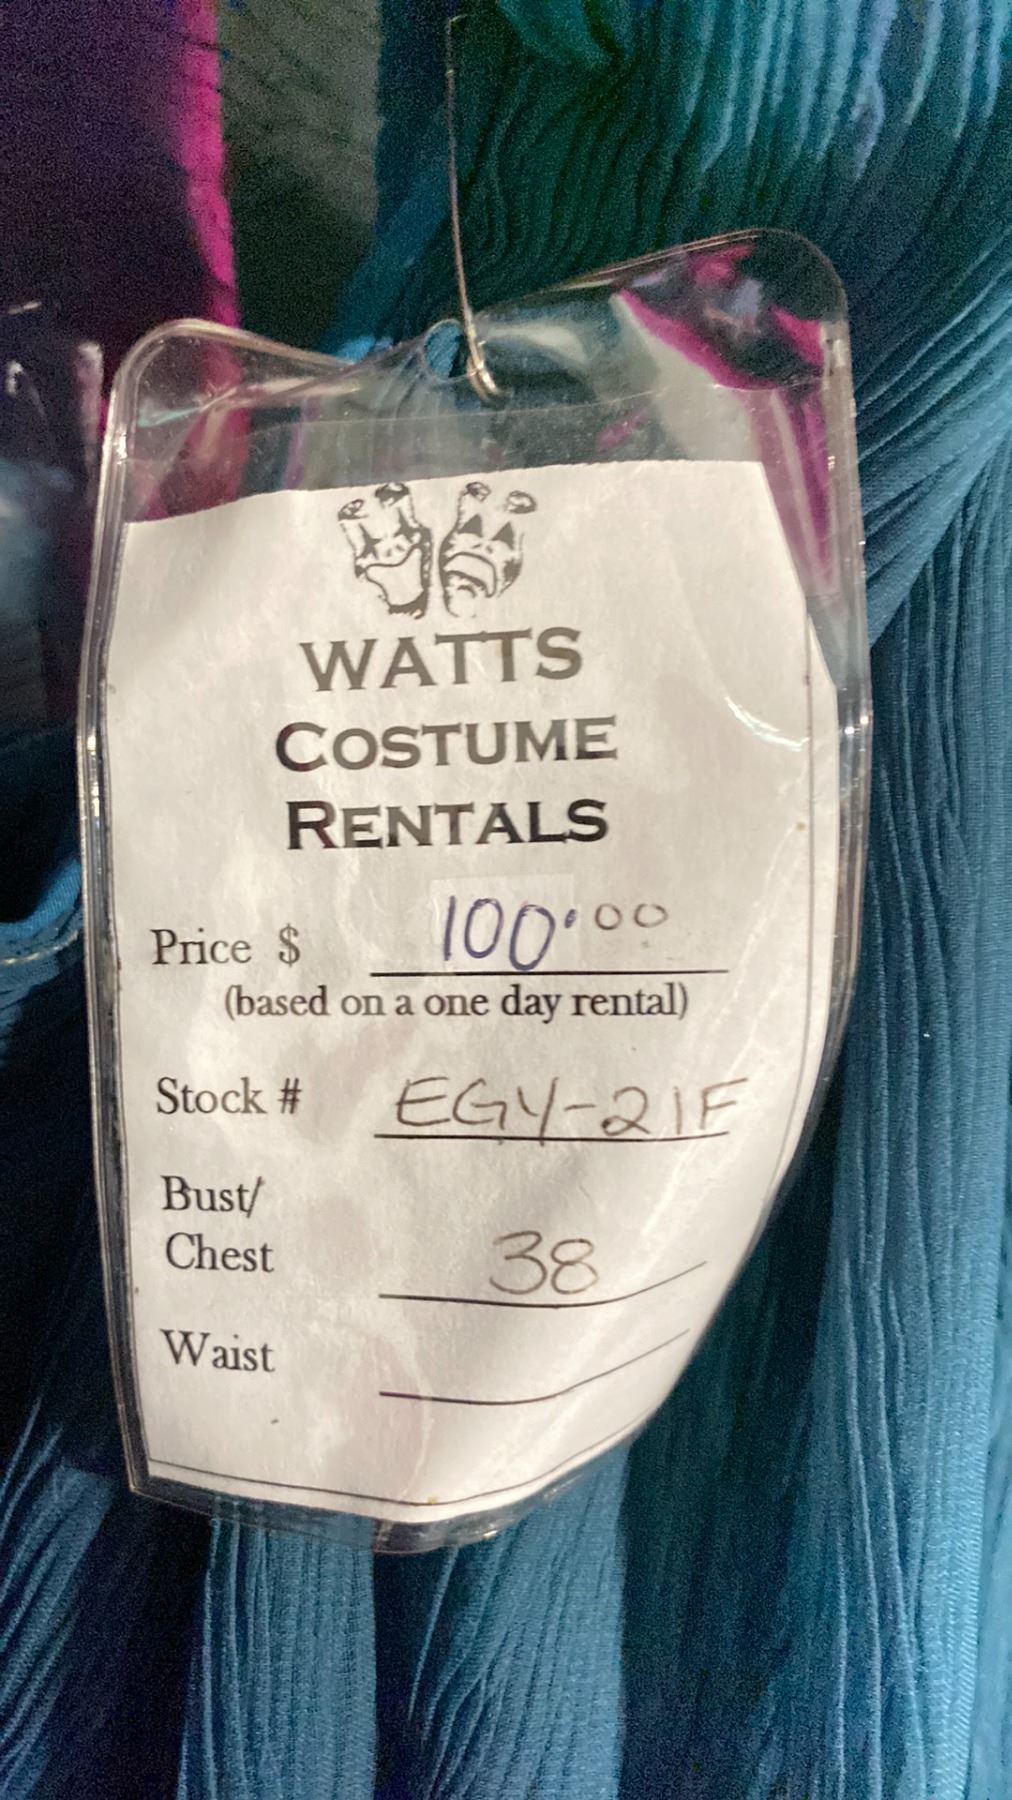 WATTS
COSTUME
RENTALS
Price $ 100.00
(based on a one day rental)
Stock # EGY-21F
Bust/
Chest 38
Waist